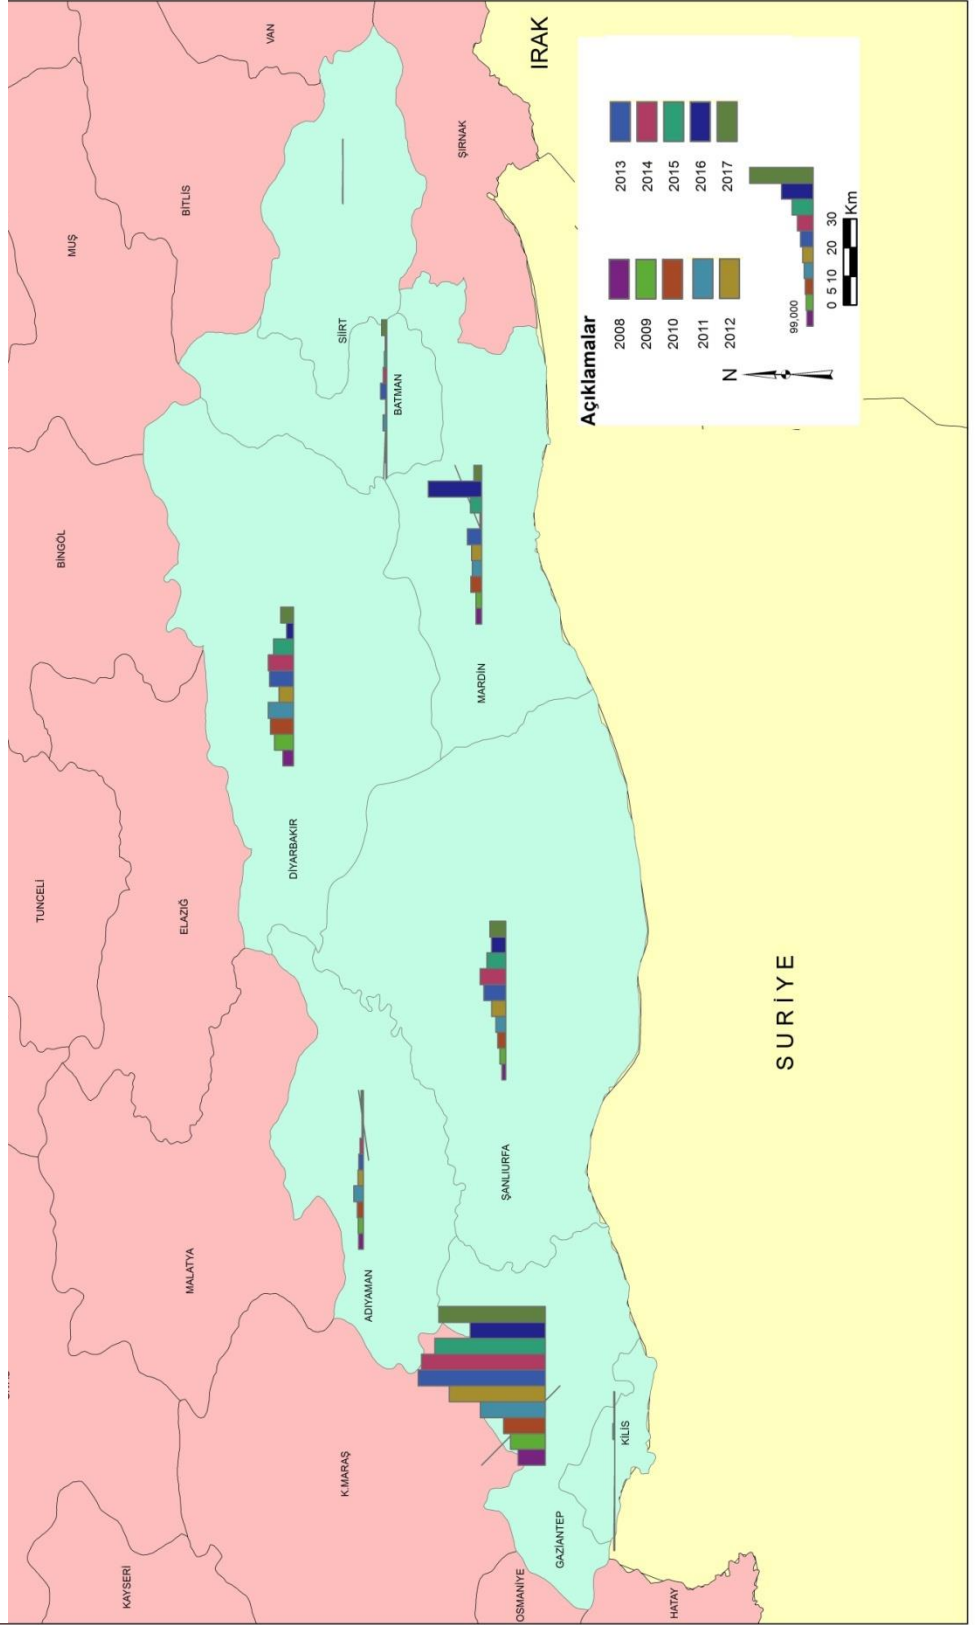 KAYSERİ
MALATYA
TUNCELİ
ELAZIĞ
BİNGÖL
MUŞ
BİTLİS
VAN
K.MARAŞ
OSMANİYE
HATAY
ADIYAMAN
DİYARBAKIR
SİİRT
BATMAN
ŞIRNAK
GAZİANTEP
KİLİS
ŞANLIURFA
MARDİN
IRAK
SURİYE
Açıklamalar
2008
2009
2010
2011
2012
2013
2014
2015
2016
2017
N
99,000
0 5 10 20 30
Km